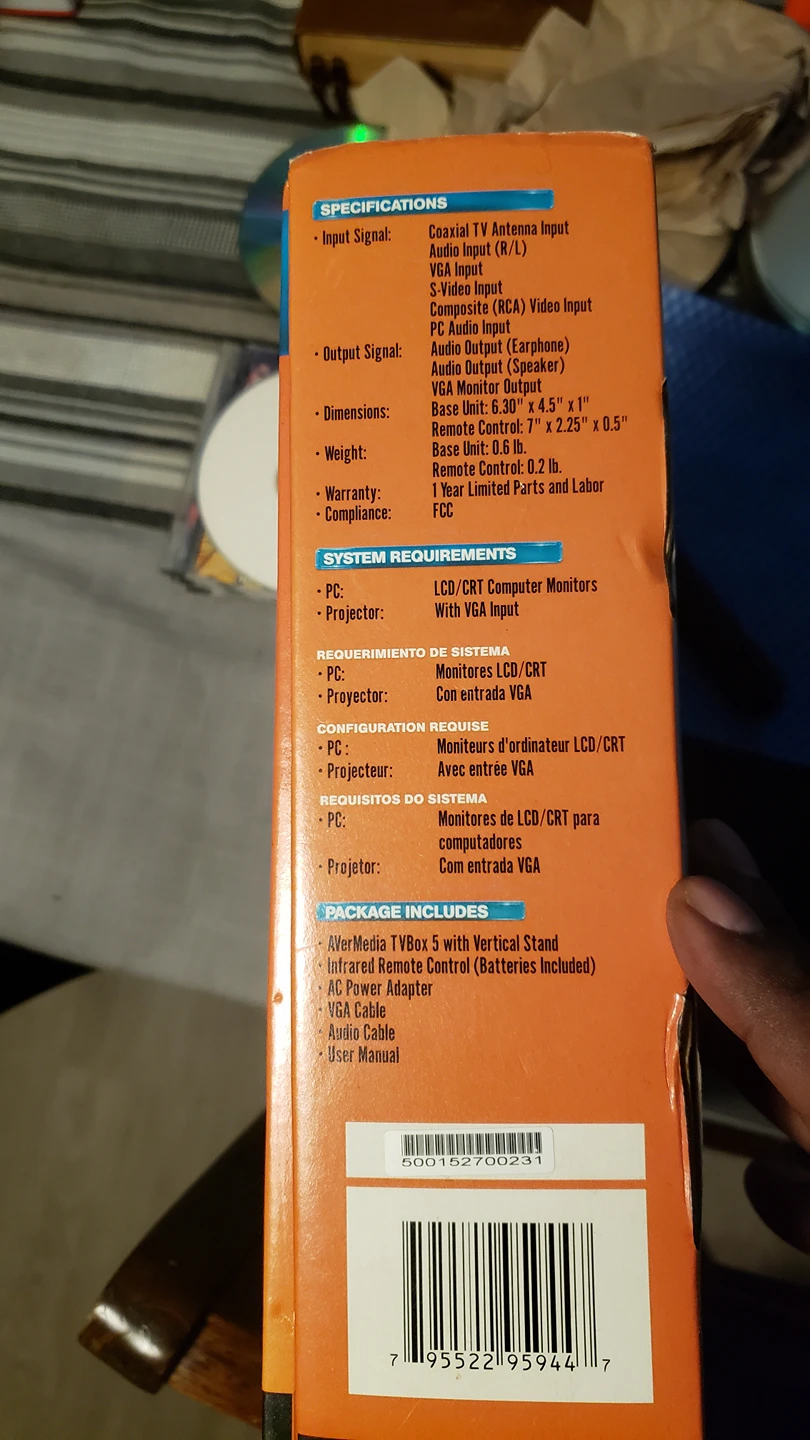 SPECIFICATIONS
• Input Signal: Coaxial TV Antenna Input
Audio Input (R/L)
VGA Input
S-Video Input
Composite (RCA) Video Input
PC Audio Input
• Output Signal: Audio Output (Earphone)
Audio Output (Speaker)
VGA Monitor Output
• Dimensions: Base Unit: 6.30" x 4.5" x 1"
Remote Control: 7" x 2.25" x 0.5"
• Weight: Base Unit: 0.6 lb.
Remote Control: 0.2 lb.
• Warranty: 1 Year Limited Parts and Labor
• Compliance: FCC
SYSTEM REQUIREMENTS
• PC: LCD/CRT Computer Monitors
• Projector: With VGA Input
REQUERIMIENTO DE SISTEMA
• PC: Monitores LCD/CRT
• Proyector: Con entrada VGA
CONFIGURATION REQUISE
• PC : Moniteurs d'ordinateur LCD/CRT
• Projecteur: Avec entrée VGA
REQUISITOS DO SISTEMA
• PC: Monitores de LCD/CRT para
computadores
• Projetor: Com entrada VGA
PACKAGE INCLUDES
• AVerMedia TVBox 5 with Vertical Stand
• Infrared Remote Control (Batteries Included)
• AC Power Adapter
• VGA Cable
• Audio Cable
• User Manual
500152700231
7 95522 95944 7